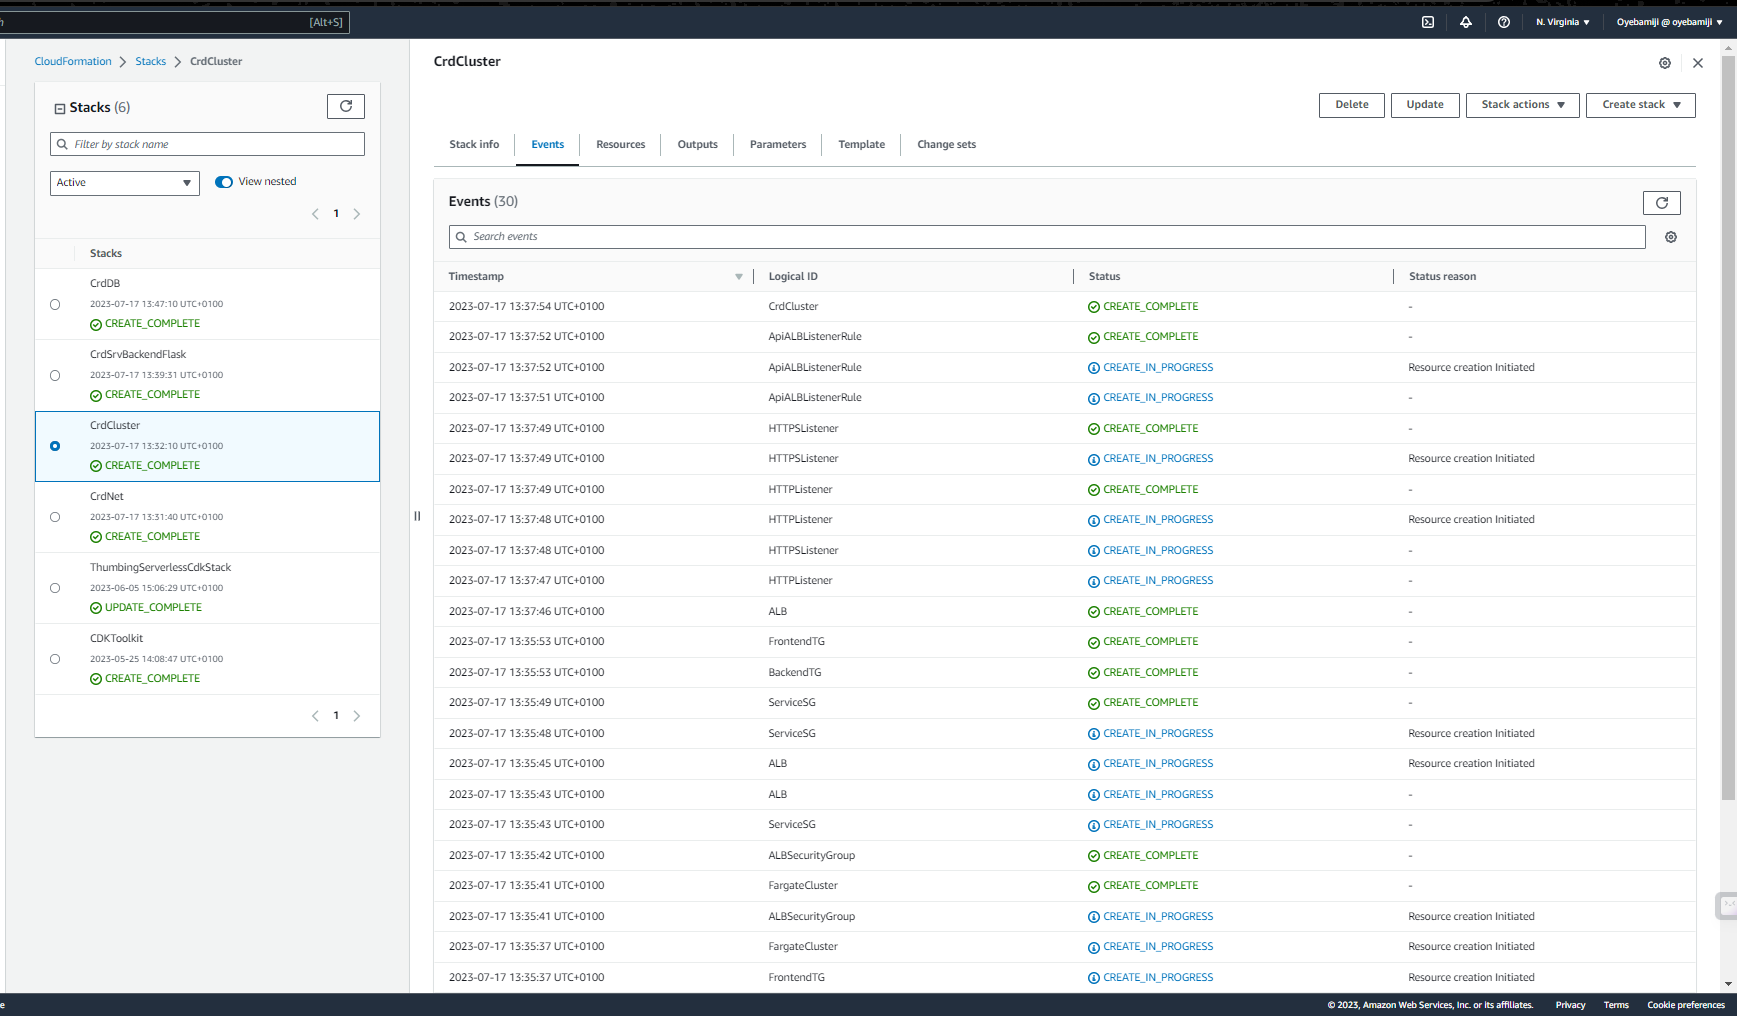 h [Alt+S] N. Virginia Oyebamiji @ oyebamiji
CloudFormation Stacks CrdCluster
Stacks (6)
Filter by stack name
Active View nested
1
Stacks
CrdDB
2023-07-17 13:47:10 UTC+0100
CREATE_COMPLETE
CrdSrvBackendFlask
2023-07-17 13:39:31 UTC+0100
CREATE_COMPLETE
CrdCluster
2023-07-17 13:32:10 UTC+0100
CREATE_COMPLETE
CrdNet
2023-07-17 13:31:40 UTC+0100
CREATE_COMPLETE
ThumbingServerlessCdkStack
2023-06-05 15:06:29 UTC+0100
UPDATE_COMPLETE
CDKToolkit
2023-05-25 14:08:47 UTC+0100
CREATE_COMPLETE
1
CrdCluster
Delete Update Stack actions Create stack
Stack info Events Resources Outputs Parameters Template Change sets
Events (30)
Search events
Timestamp Logical ID Status Status reason
2023-07-17 13:37:54 UTC+0100 CrdCluster CREATE_COMPLETE -
2023-07-17 13:37:52 UTC+0100 ApiALBListenerRule CREATE_COMPLETE -
2023-07-17 13:37:52 UTC+0100 ApiALBListenerRule CREATE_IN_PROGRESS Resource creation Initiated
2023-07-17 13:37:51 UTC+0100 ApiALBListenerRule CREATE_IN_PROGRESS -
2023-07-17 13:37:49 UTC+0100 HTTPSListener CREATE_COMPLETE -
2023-07-17 13:37:49 UTC+0100 HTTPSListener CREATE_IN_PROGRESS Resource creation Initiated
2023-07-17 13:37:49 UTC+0100 HTTPListener CREATE_COMPLETE -
2023-07-17 13:37:48 UTC+0100 HTTPListener CREATE_IN_PROGRESS Resource creation Initiated
2023-07-17 13:37:48 UTC+0100 HTTPSListener CREATE_IN_PROGRESS -
2023-07-17 13:37:47 UTC+0100 HTTPListener CREATE_IN_PROGRESS -
2023-07-17 13:37:46 UTC+0100 ALB CREATE_COMPLETE -
2023-07-17 13:35:53 UTC+0100 FrontendTG CREATE_COMPLETE -
2023-07-17 13:35:53 UTC+0100 BackendTG CREATE_COMPLETE -
2023-07-17 13:35:49 UTC+0100 ServiceSG CREATE_COMPLETE -
2023-07-17 13:35:48 UTC+0100 ServiceSG CREATE_IN_PROGRESS Resource creation Initiated
2023-07-17 13:35:45 UTC+0100 ALB CREATE_IN_PROGRESS Resource creation Initiated
2023-07-17 13:35:43 UTC+0100 ALB CREATE_IN_PROGRESS -
2023-07-17 13:35:43 UTC+0100 ServiceSG CREATE_IN_PROGRESS -
2023-07-17 13:35:42 UTC+0100 ALBSecurityGroup CREATE_COMPLETE -
2023-07-17 13:35:41 UTC+0100 FargateCluster CREATE_COMPLETE -
2023-07-17 13:35:41 UTC+0100 ALBSecurityGroup CREATE_IN_PROGRESS Resource creation Initiated
2023-07-17 13:35:37 UTC+0100 FargateCluster CREATE_IN_PROGRESS Resource creation Initiated
2023-07-17 13:35:37 UTC+0100 FrontendTG CREATE_IN_PROGRESS Resource creation Initiated
e © 2023, Amazon Web Services, Inc. or its affiliates. Privacy Terms Cookie preferences